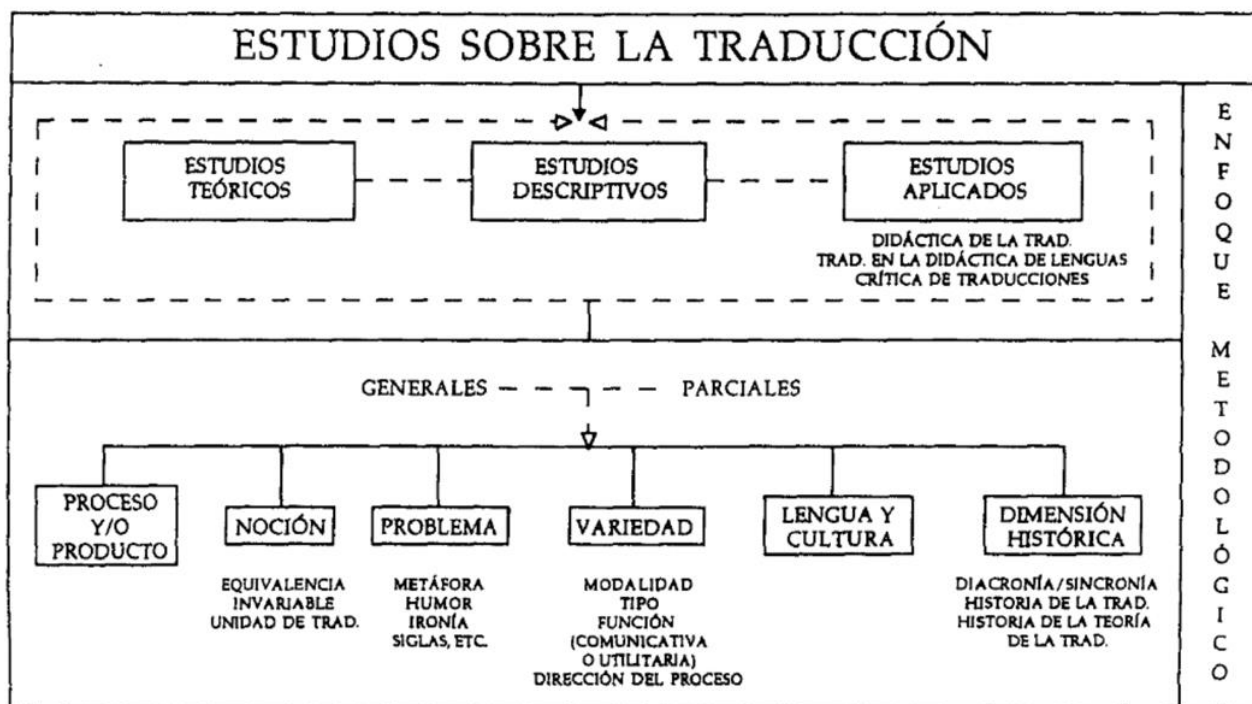 ESTUDIOS SOBRE LA TRADUCCIÓN
ESTUDIOS
TEÓRICOS
ESTUDIOS
DESCRIPTIVOS
ESTUDIOS
APLICADOS
DIDÁCTICA DE LA TRAD.
TRAD. EN LA DIDÁCTICA DE LENGUAS
CRÍTICA DE TRADUCCIONES
GENERALES
PARCIALES
PROCESO
Y/O
PRODUCTO
NOCIÓN
EQUIVALENCIA
INVARIABLE
UNIDAD DE TRAD.
PROBLEMA
METÁFORA
HUMOR
IRONÍA
SIGLAS, ETC.
VARIEDAD
MODALIDAD
TIPO
FUNCIÓN
(COMUNICATIVA
O UTILITARIA)
DIRECCIÓN DEL PROCESO
LENGUA Y
CULTURA
DIMENSIÓN
HISTÓRICA
DIACRONÍA/SINCRONÍA
HISTORIA DE LA TRAD.
HISTORIA DE LA TEORÍA
DE LA TRAD.
ENFOQUE METODOLÓGICO